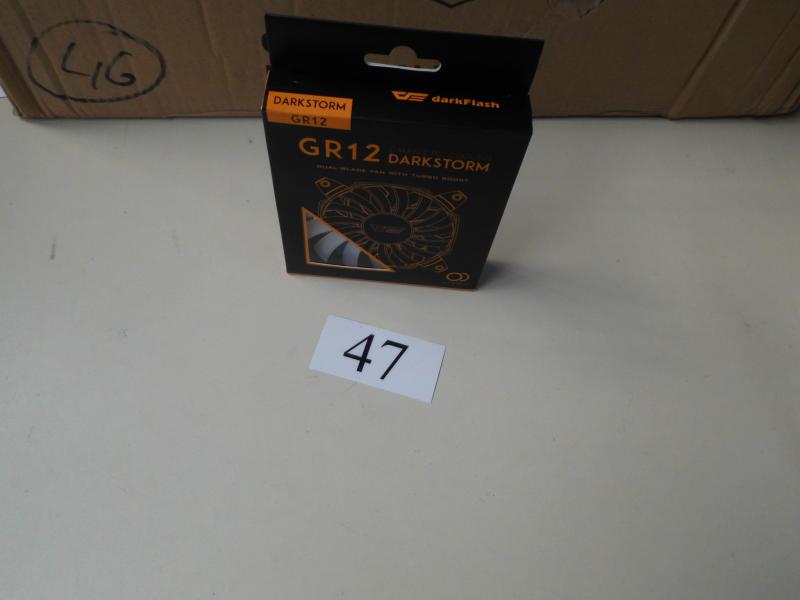 46
darkFlash
DARKSTORM
GR12
GR12 DARKSTORM
DUAL-BLADE FAN WITH TURBO BOOST
47